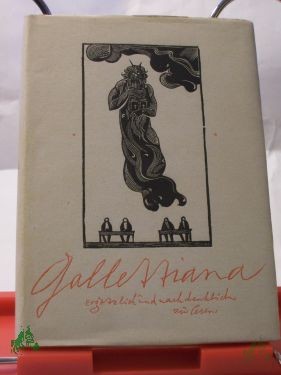 Gallettiana
ergötzlich und nachdenklich
zu lesen